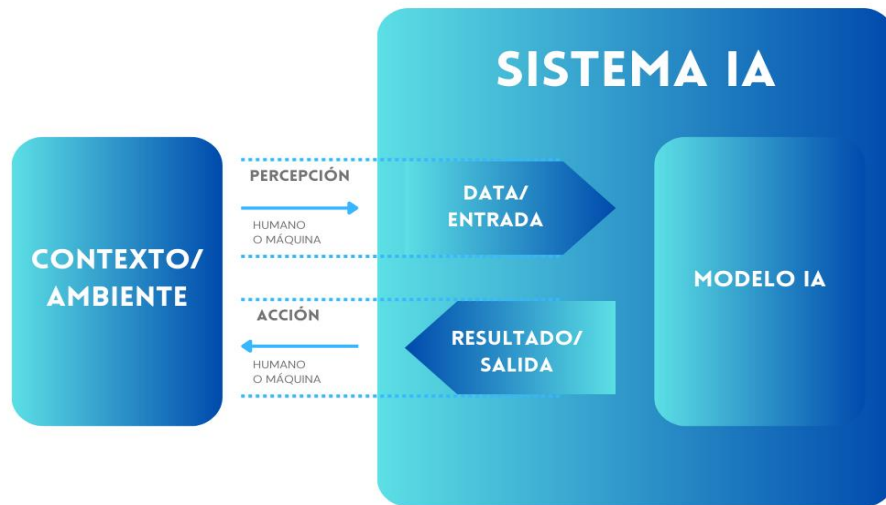 SISTEMA IA
CONTEXTO/
AMBIENTE
PERCEPCIÓN
HUMANO
O MÁQUINA
DATA/
ENTRADA
MODELO IA
ACCIÓN
HUMANO
O MÁQUINA
RESULTADO/
SALIDA